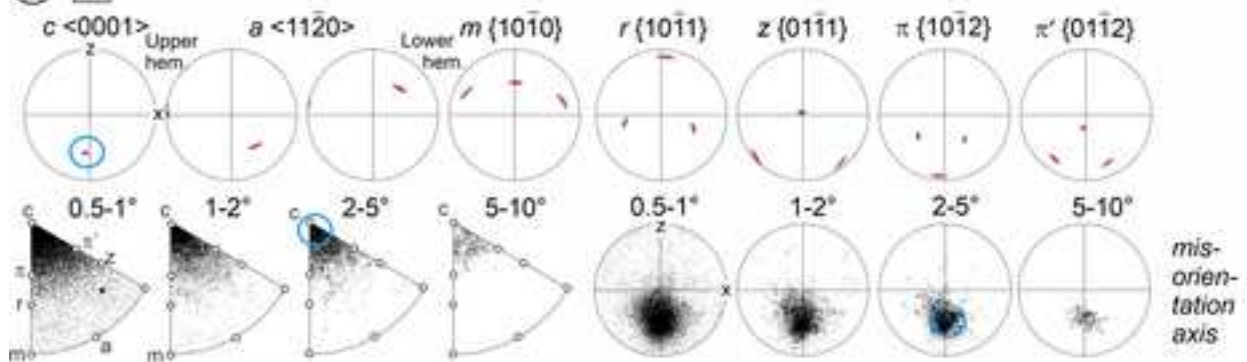 c <0001> a <112̄0> m {101̄0} r {101̄1} z {011̄1} π {101̄2} π' {011̄2}
z Upper hem. Lower hem.
x
c 0.5-1° 1-2° c 2-5° c 5-10° 0.5-1° 1-2° 2-5° 5-10°
π' z z
π
r x
m a m
mis-
orien-
tation
axis